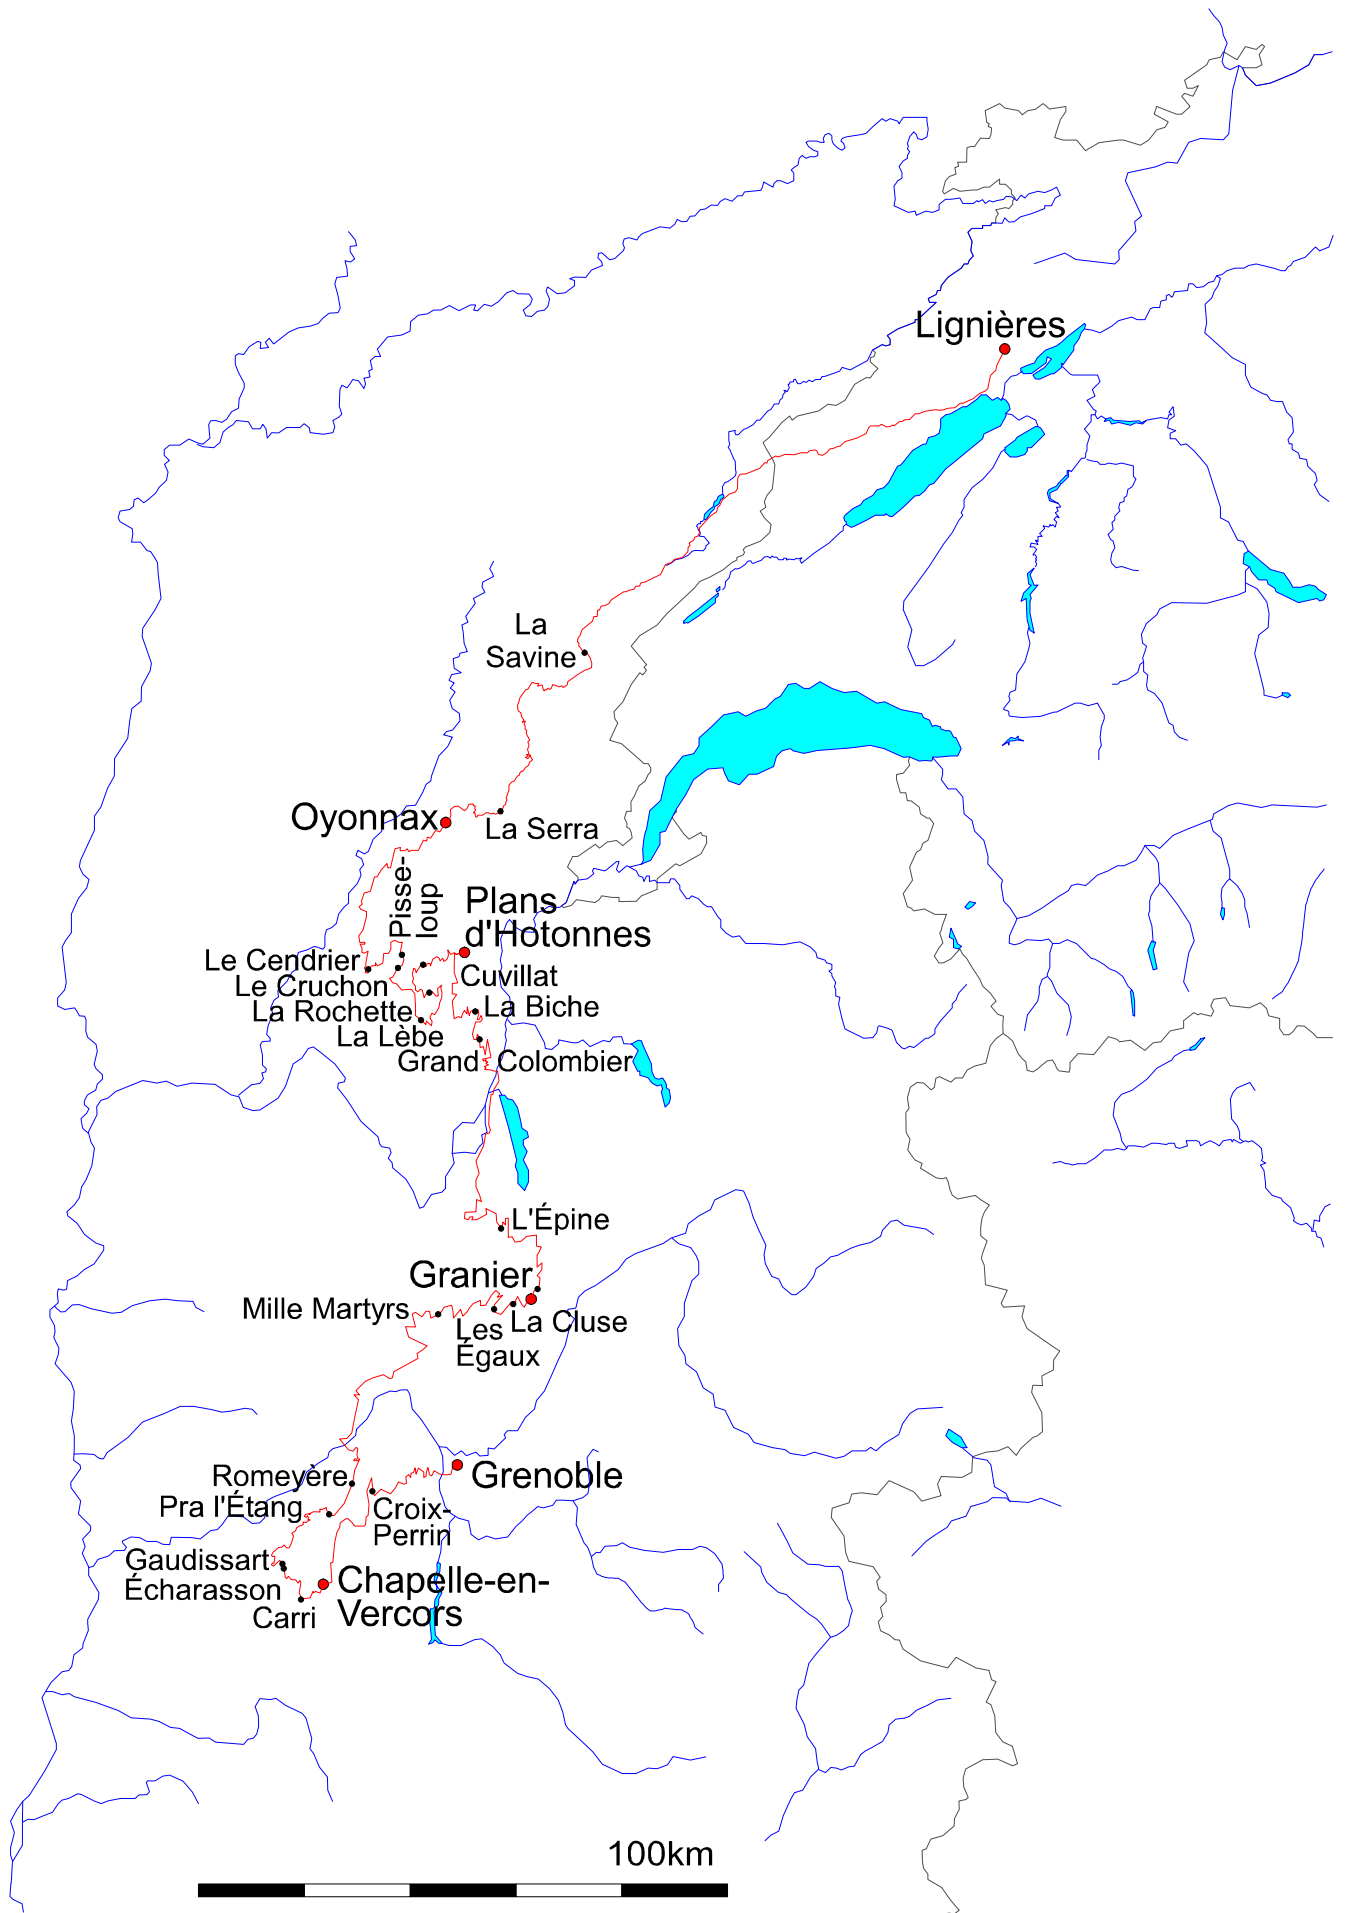 Lignières
La
Savine
Oyonnax
La Serra
Pisse-
loup
Plans
d'Hotonnes
Le Cendrier
Cuvillat
Le Cruchon
La Rochette
La Biche
La Lèbe
Grand Colombier
L'Épine
Granier
Mille Martyrs
La Cluse
Les
Égaux
Romeyère
Grenoble
Pra l'Étang
Croix-
Perrin
Gaudissart
Écharasson
Chapelle-en-
Vercors
Carri
100km